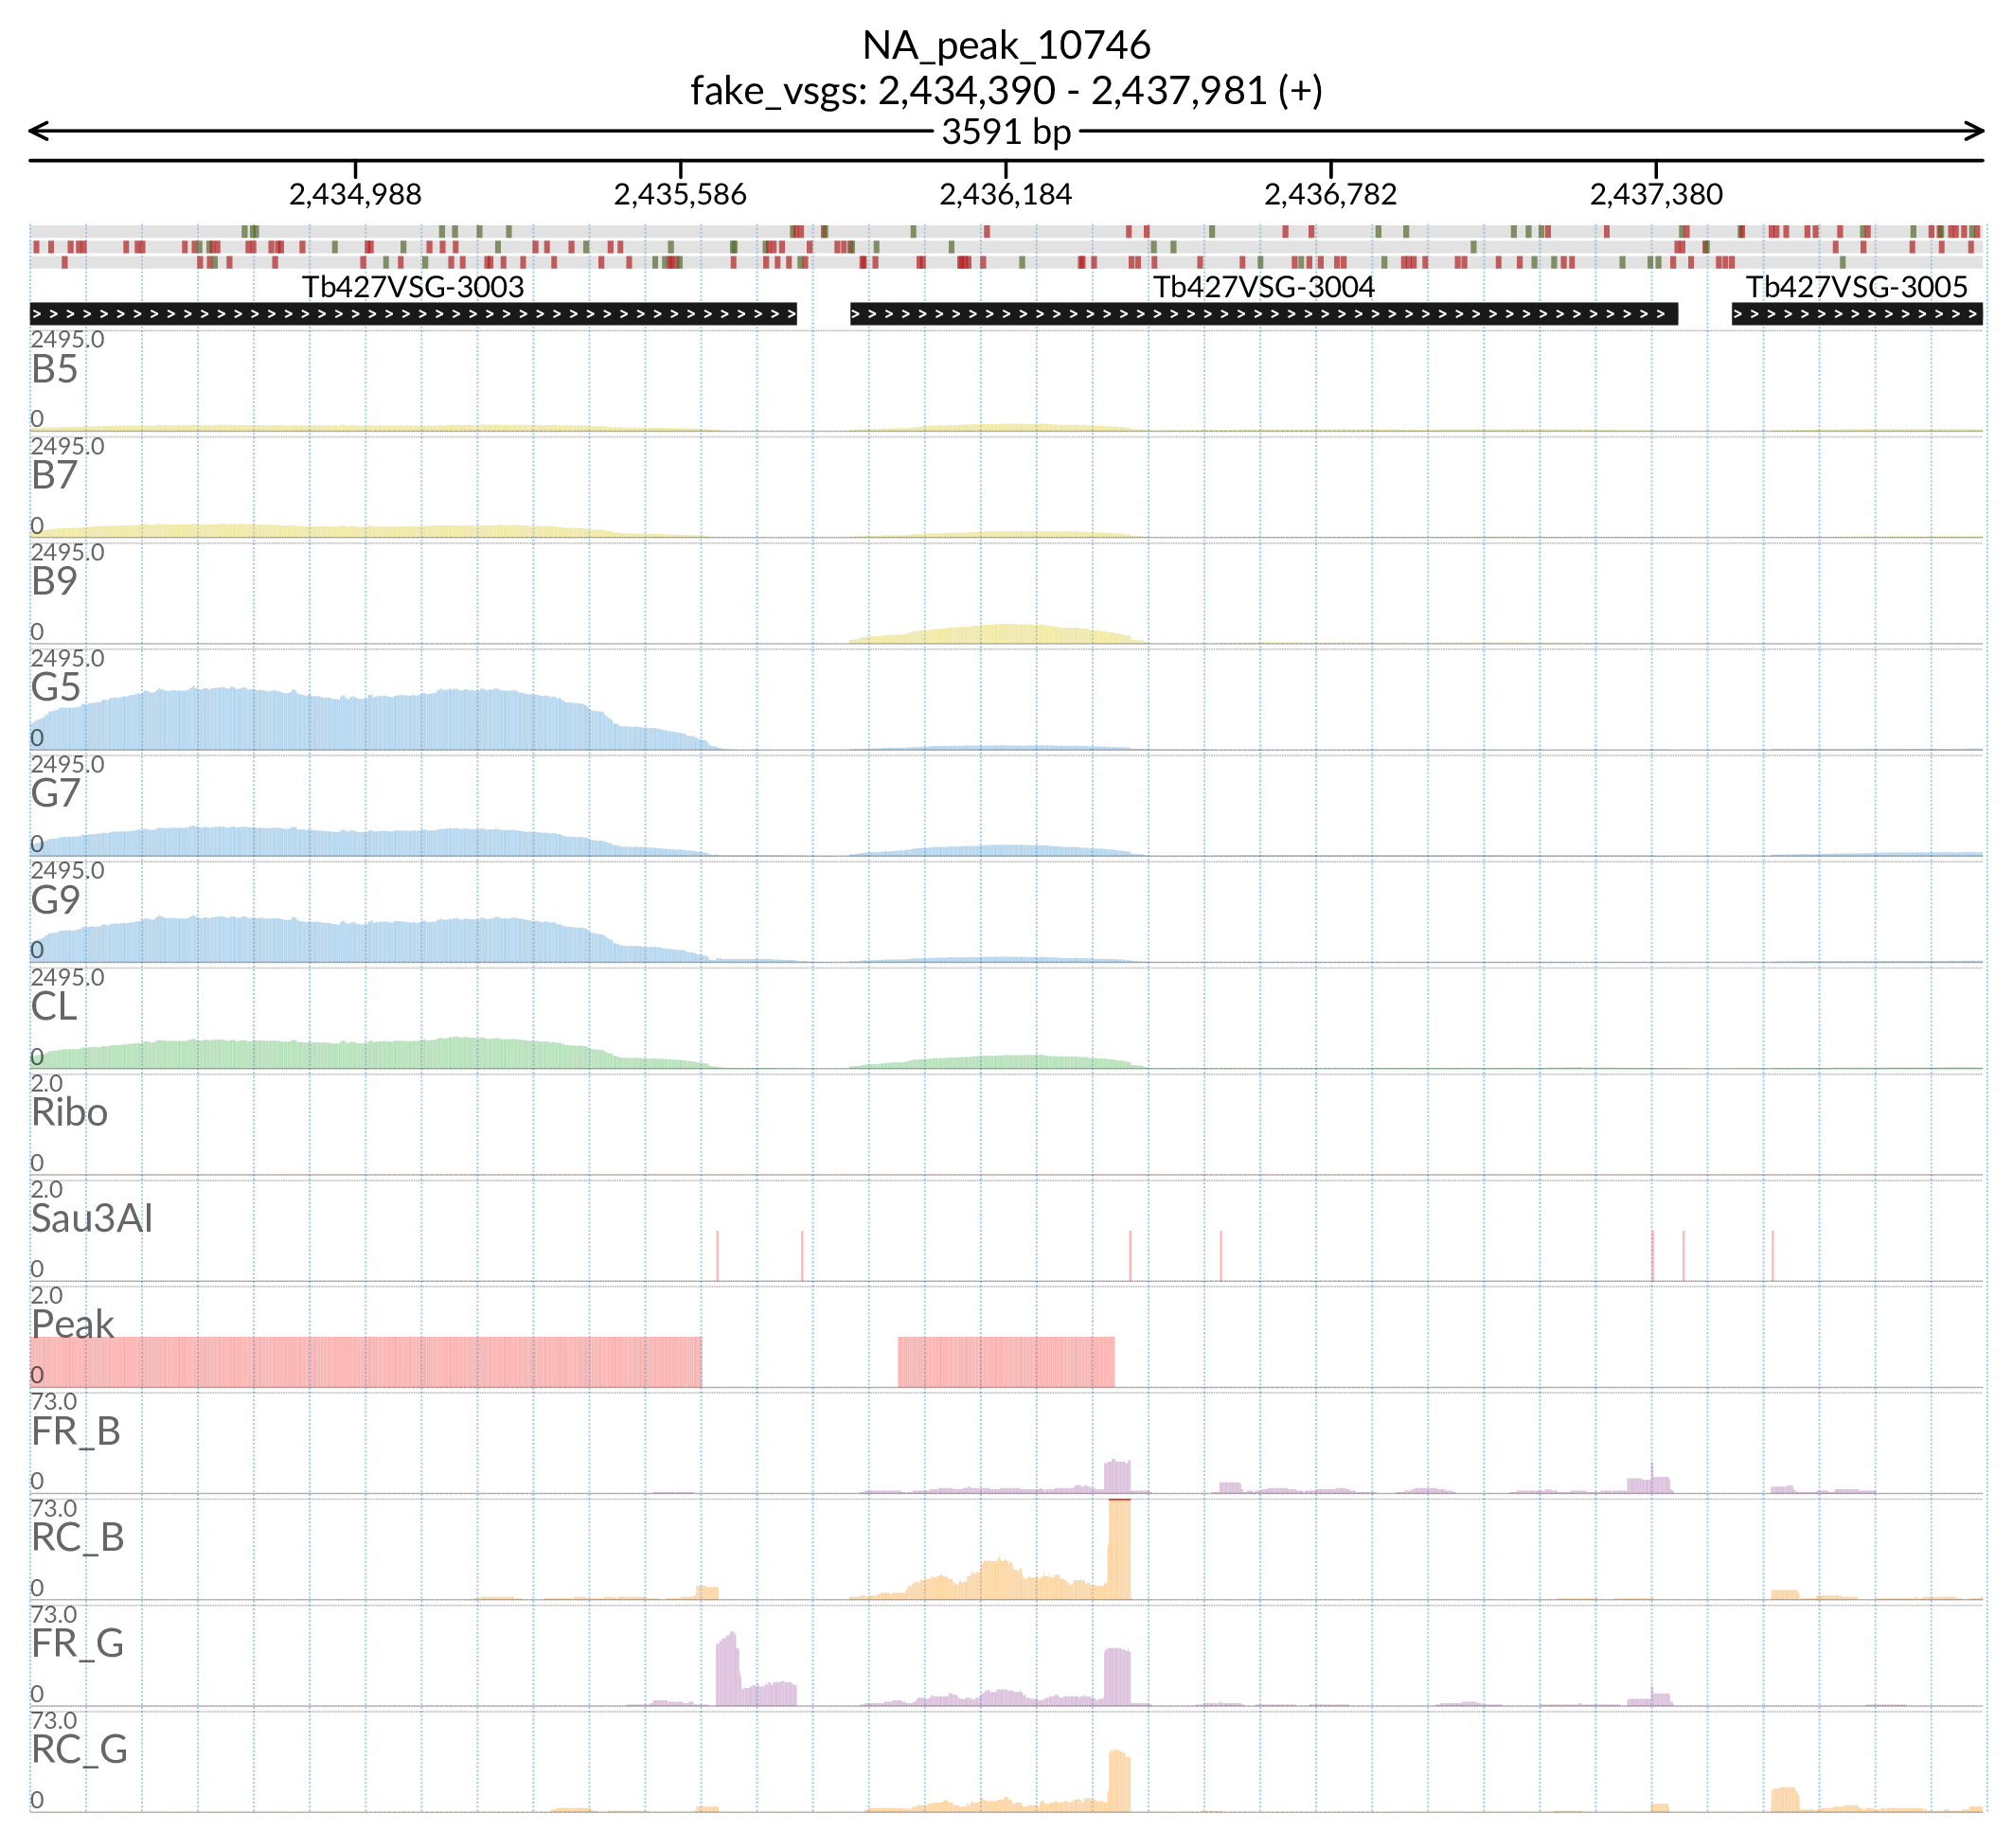 NA_peak_10746
fake_vsgs: 2,434,390 - 2,437,981 (+)
3591 bp
2,434,988 2,435,586 2,436,184 2,436,782 2,437,380
Tb427VSG-3003 Tb427VSG-3004 Tb427VSG-3005
2495.0
B5
0
2495.0
B7
0
2495.0
B9
0
2495.0
G5
0
2495.0
G7
0
2495.0
G9
0
2495.0
CL
0
2.0
Ribo
0
2.0
Sau3AI
0
2.0
Peak
0
73.0
FR_B
0
73.0
RC_B
0
73.0
FR_G
0
73.0
RC_G
0